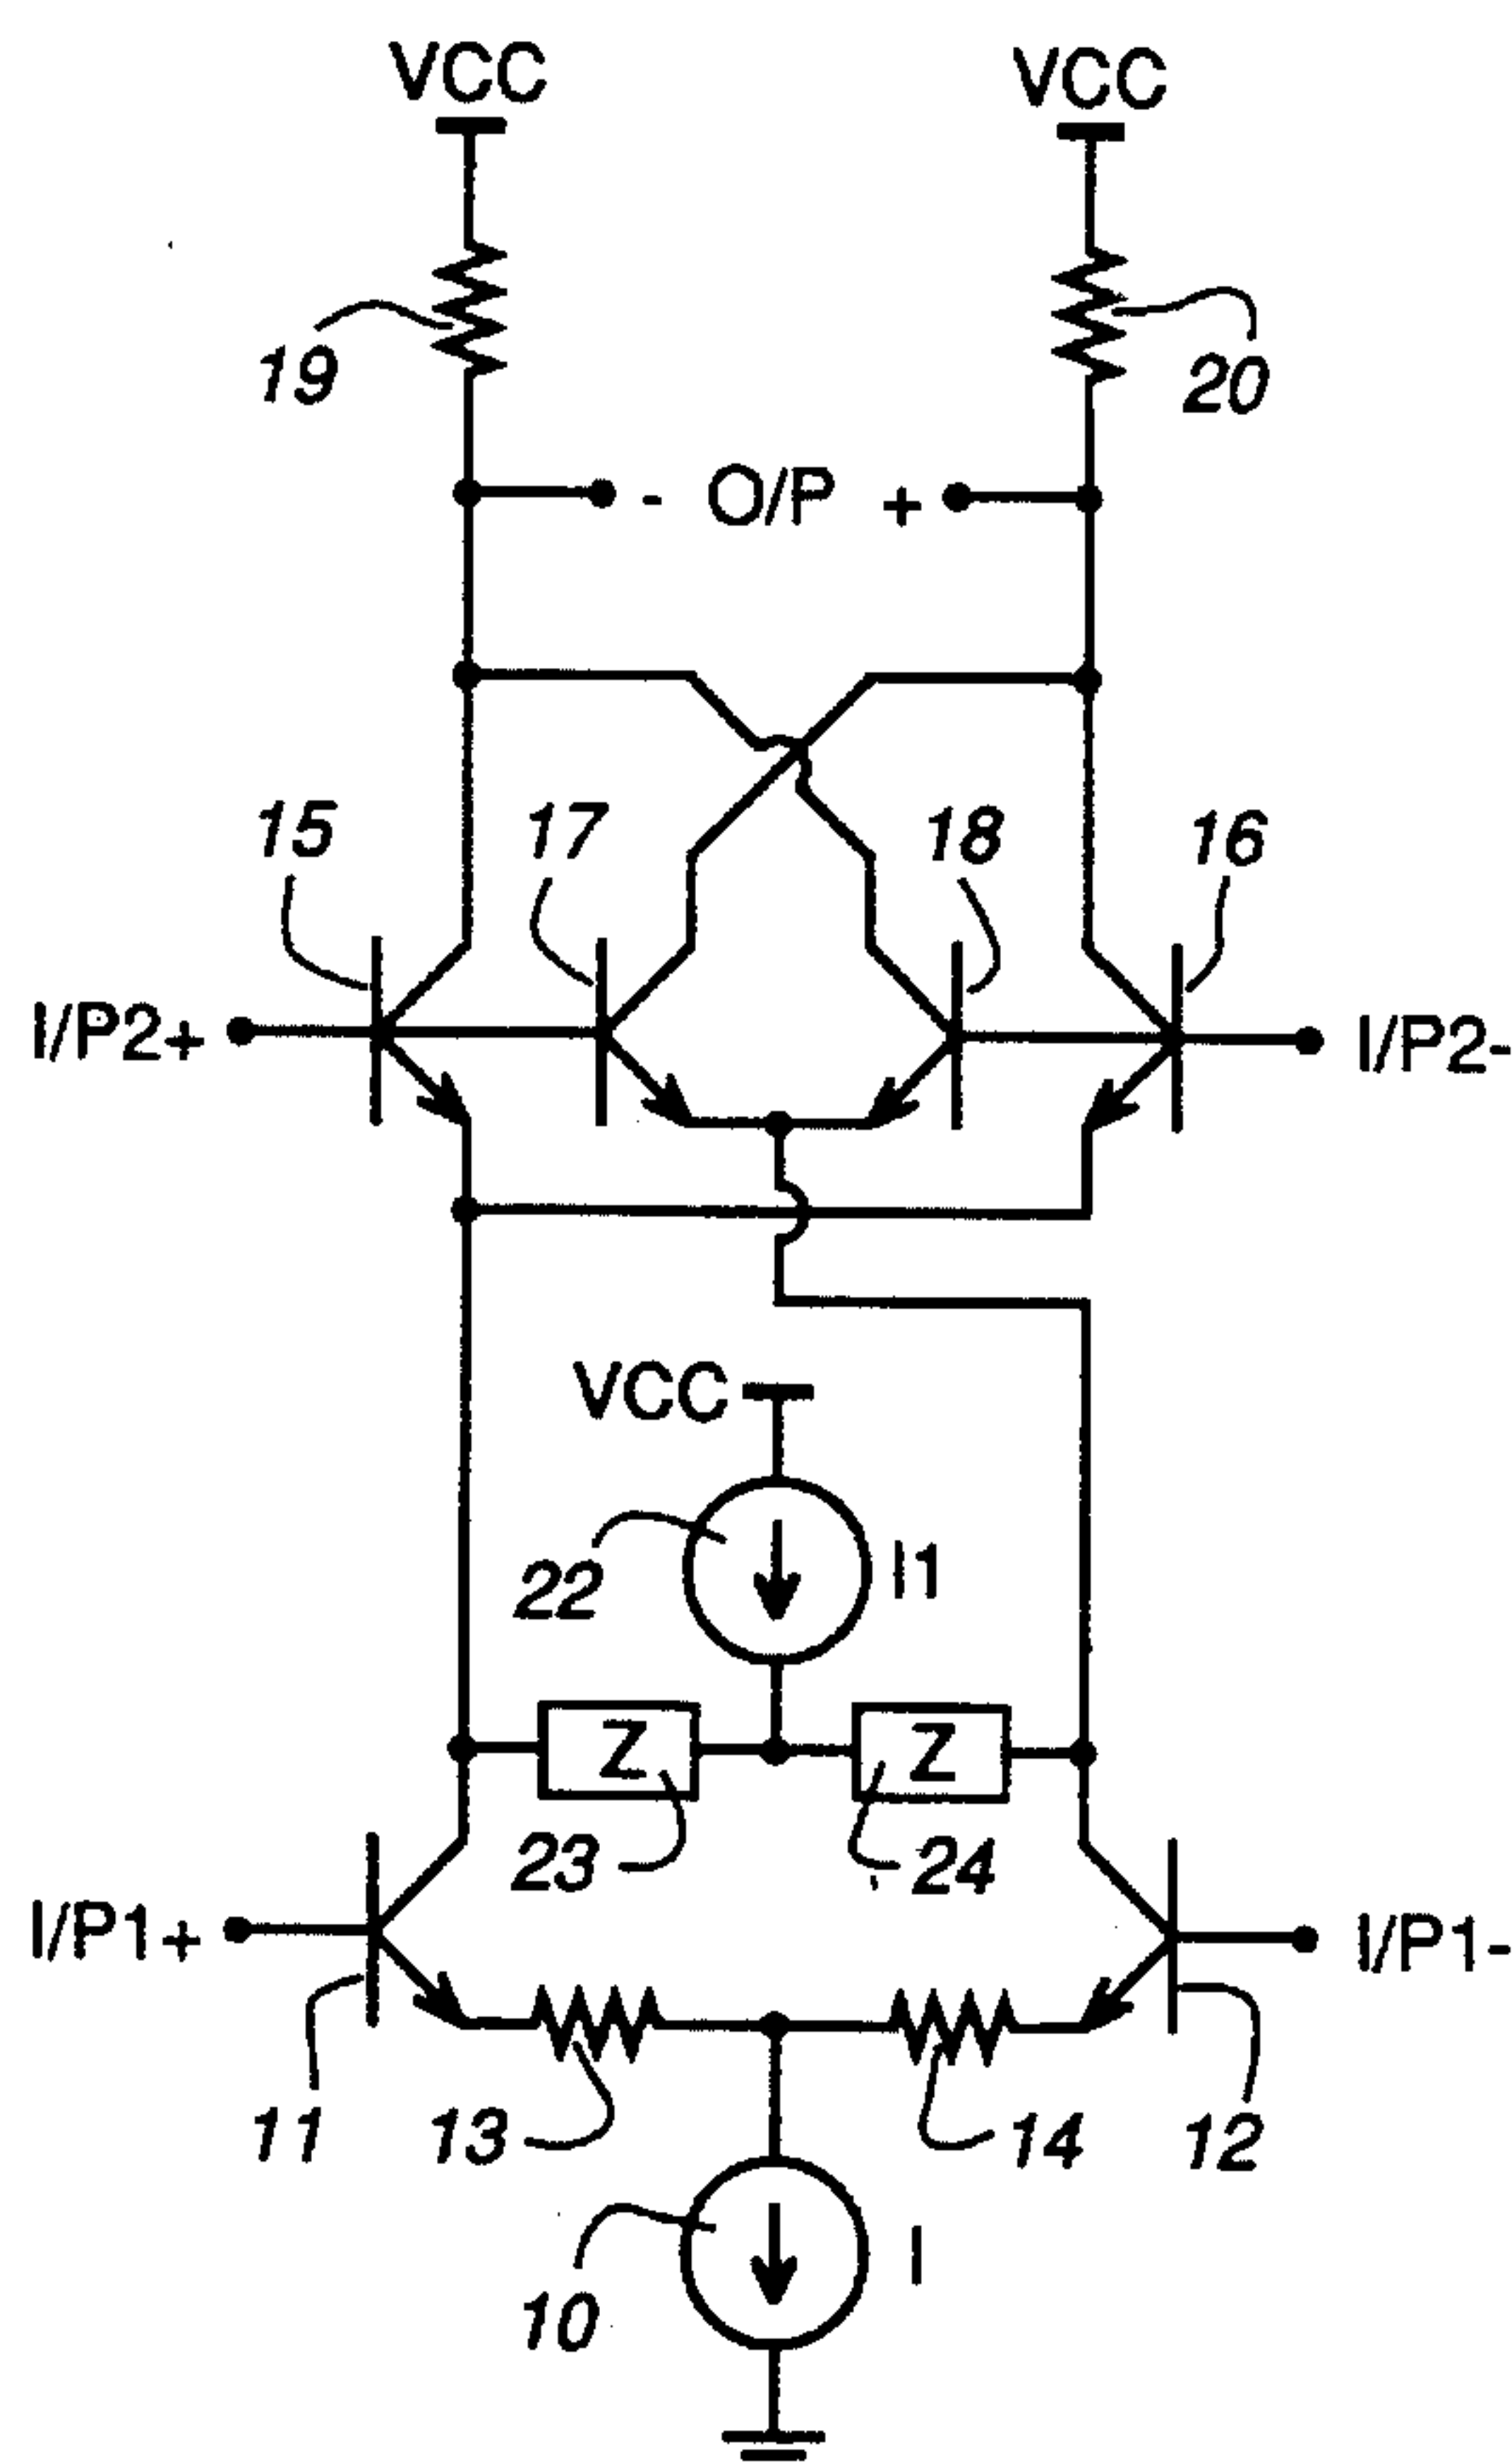 VCC VCC
19 20
- O/P +
15 17 18 16
I/P2+ I/P2-
VCC
22 I1
Z Z
23 24
I/P1+ I/P1-
11 13 14 12
10 I